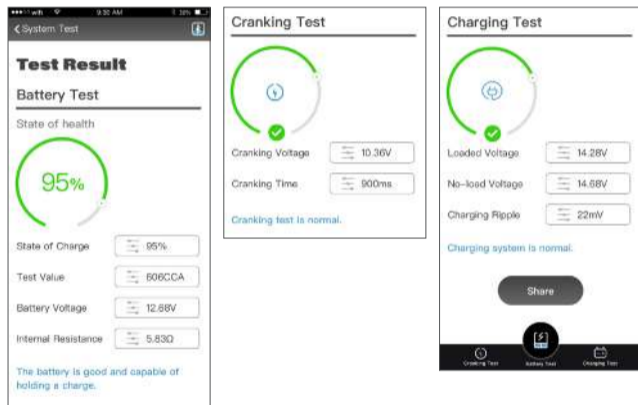 9:30 AM
System Test
Test Result
Battery Test
State of health
95%
State of Charge
95%
Test Value
606CCA
Battery Voltage
12.68V
Internal Resistance
5.83Ω
The battery is good and capable of
holding a charge.
Cranking Test
Cranking Voltage
10.36V
Cranking Time
900ms
Cranking test is normal.
Charging Test
Loaded Voltage
14.28V
No-load Voltage
14.68V
Charging Ripple
22mV
Charging system is normal.
Share
Cranking Test
Battery Test
Charging Test